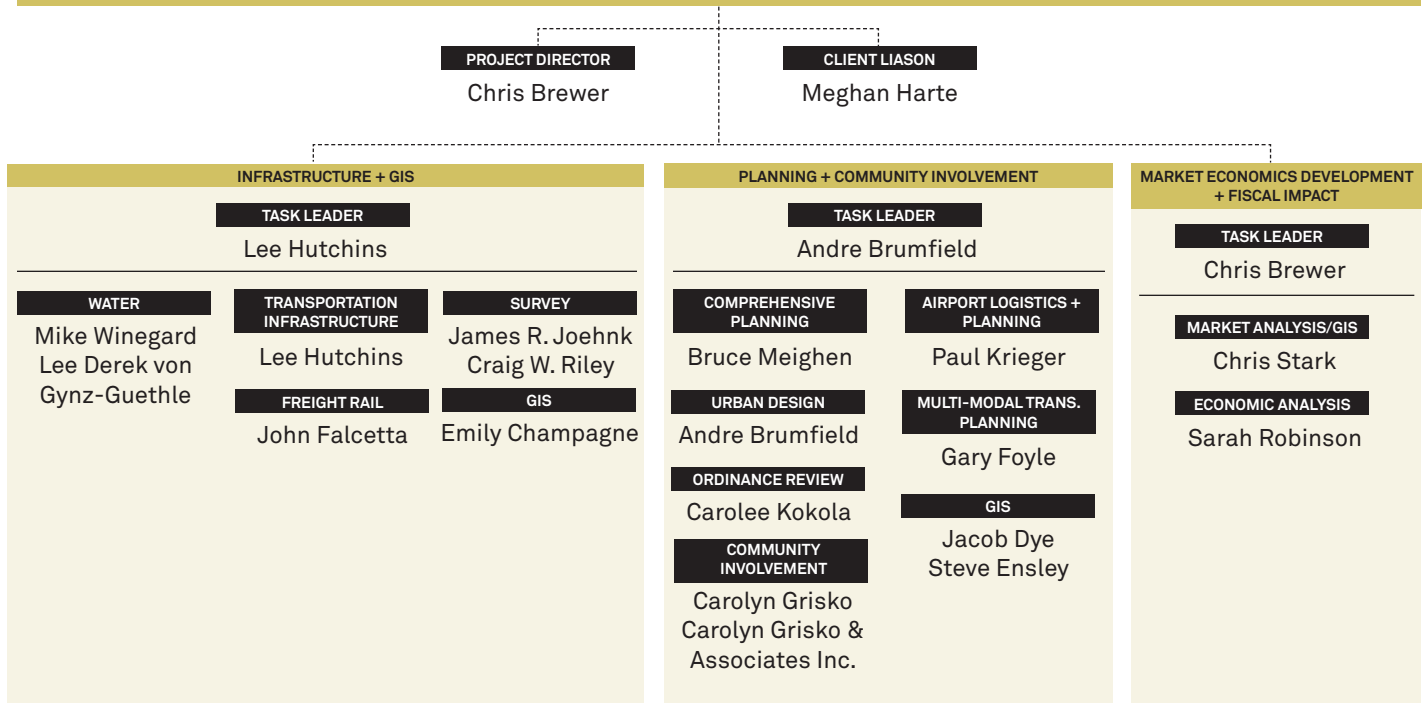 PROJECT DIRECTOR
Chris Brewer
CLIENT LIASON
Meghan Harte
INFRASTRUCTURE + GIS
TASK LEADER
Lee Hutchins
WATER
Mike Winegard
Lee Derek von
Gynz-Guethle
TRANSPORTATION
INFRASTRUCTURE
Lee Hutchins
FREIGHT RAIL
John Falcetta
SURVEY
James R. Joehnk
Craig W. Riley
GIS
Emily Champagne
PLANNING + COMMUNITY INVOLVEMENT
TASK LEADER
Andre Brumfield
COMPREHENSIVE
PLANNING
Bruce Meighen
URBAN DESIGN
Andre Brumfield
ORDINANCE REVIEW
Carolee Kokola
COMMUNITY
INVOLVEMENT
Carolyn Grisko
Carolyn Grisko &
Associates Inc.
AIRPORT LOGISTICS +
PLANNING
Paul Krieger
MULTI-MODAL TRANS.
PLANNING
Gary Foyle
GIS
Jacob Dye
Steve Ensley
MARKET ECONOMICS DEVELOPMENT
+ FISCAL IMPACT
TASK LEADER
Chris Brewer
MARKET ANALYSIS/GIS
Chris Stark
ECONOMIC ANALYSIS
Sarah Robinson